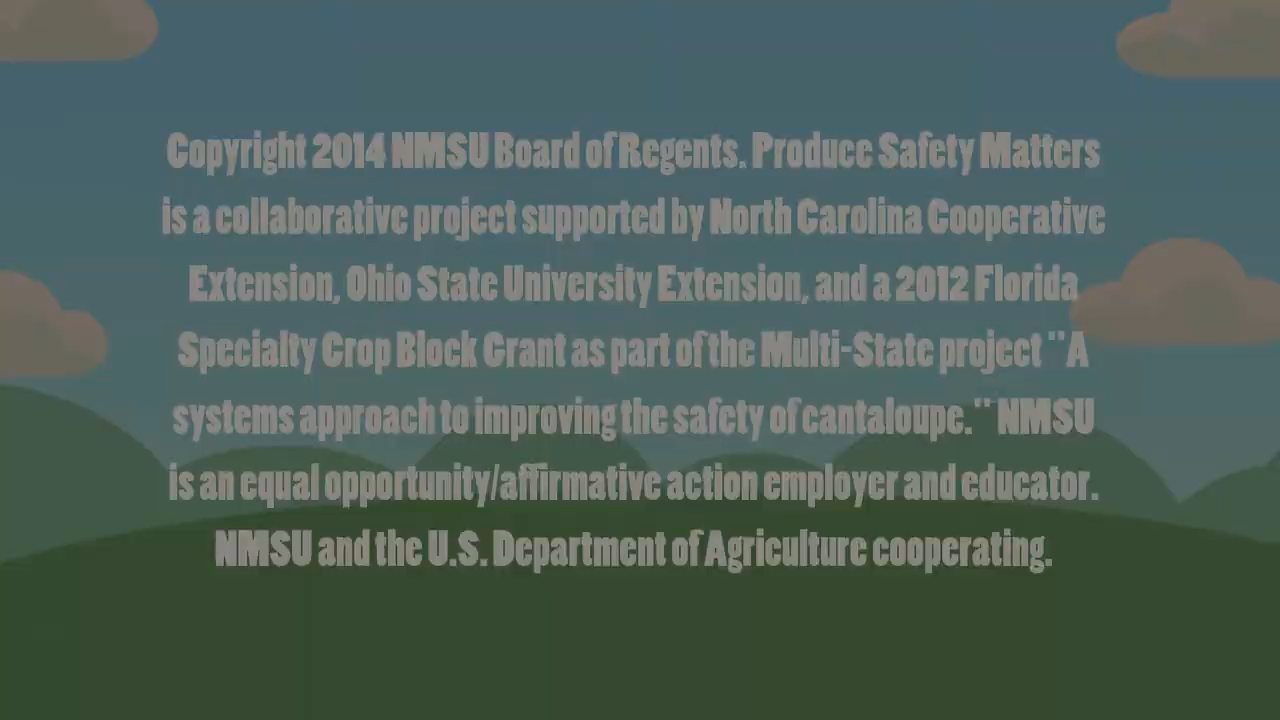 Copyright 2014 NMSU Board of Regents. Produce Safety Matters
is a collaborative project supported by North Carolina Cooperative
Extension, Ohio State University Extension, and a 2012 Florida
Specialty Crop Block Grant as part of the Multi-State project "A
systems approach to improving the safety of cantaloupe." NMSU
is an equal opportunity/affirmative action employer and educator.
NMSU and the U.S. Department of Agriculture cooperating.